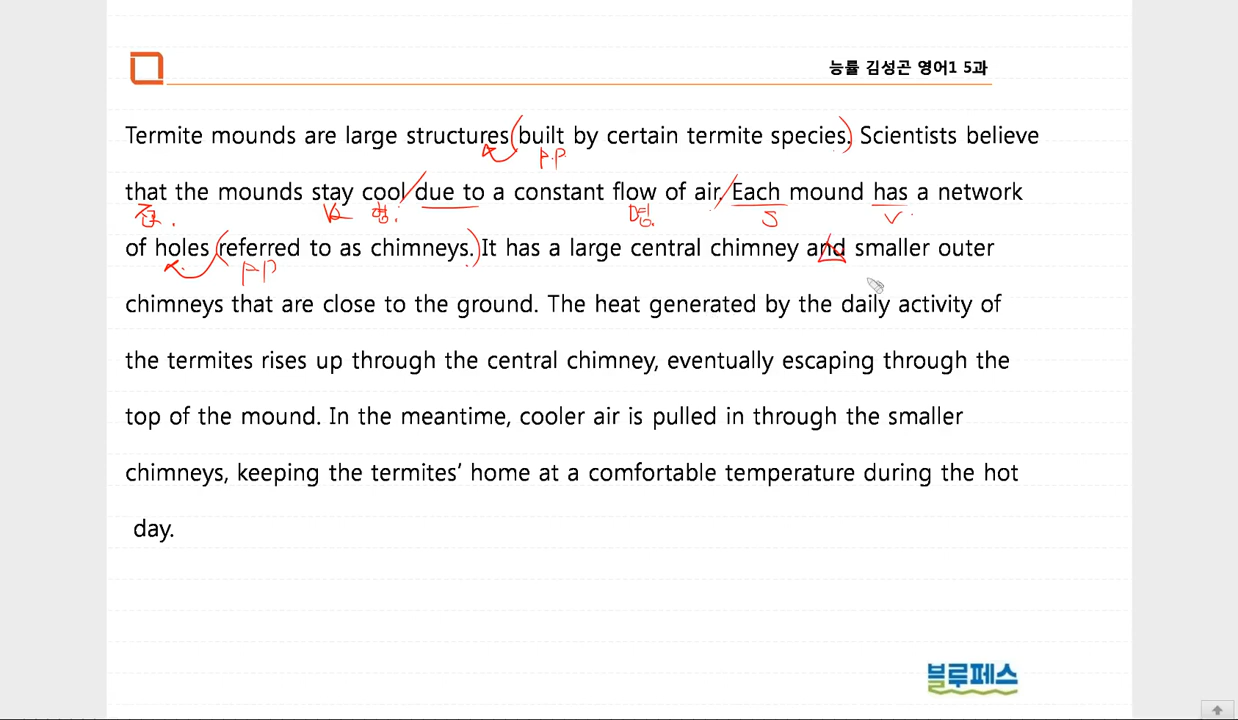 능률 김성곤 영어1 5과
Termite mounds are large structures (built by certain termite species.) Scientists believe
p.p
that the mounds stay cool / due to a constant flow of air. / Each mound has a network
접. V 형. 명. S V
of holes (referred to as chimneys.) It has a large central chimney and smaller outer
p.p
chimneys that are close to the ground. The heat generated by the daily activity of
the termites rises up through the central chimney, eventually escaping through the
top of the mound. In the meantime, cooler air is pulled in through the smaller
chimneys, keeping the termites’ home at a comfortable temperature during the hot
day.
블루페스